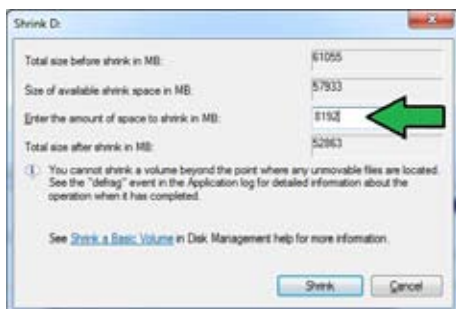 Shrink D:
Total size before shrink in MB: 61055
Size of available shrink space in MB: 57933
Enter the amount of space to shrink in MB: 8192
Total size after shrink in MB: 52863
You cannot shrink a volume beyond the point where any unmovable files are located.
See the "defrag" event in the Application log for detailed information about the
operation when it has completed.
See Shrink a Basic Volume in Disk Management help for more information.
Shrink Cancel